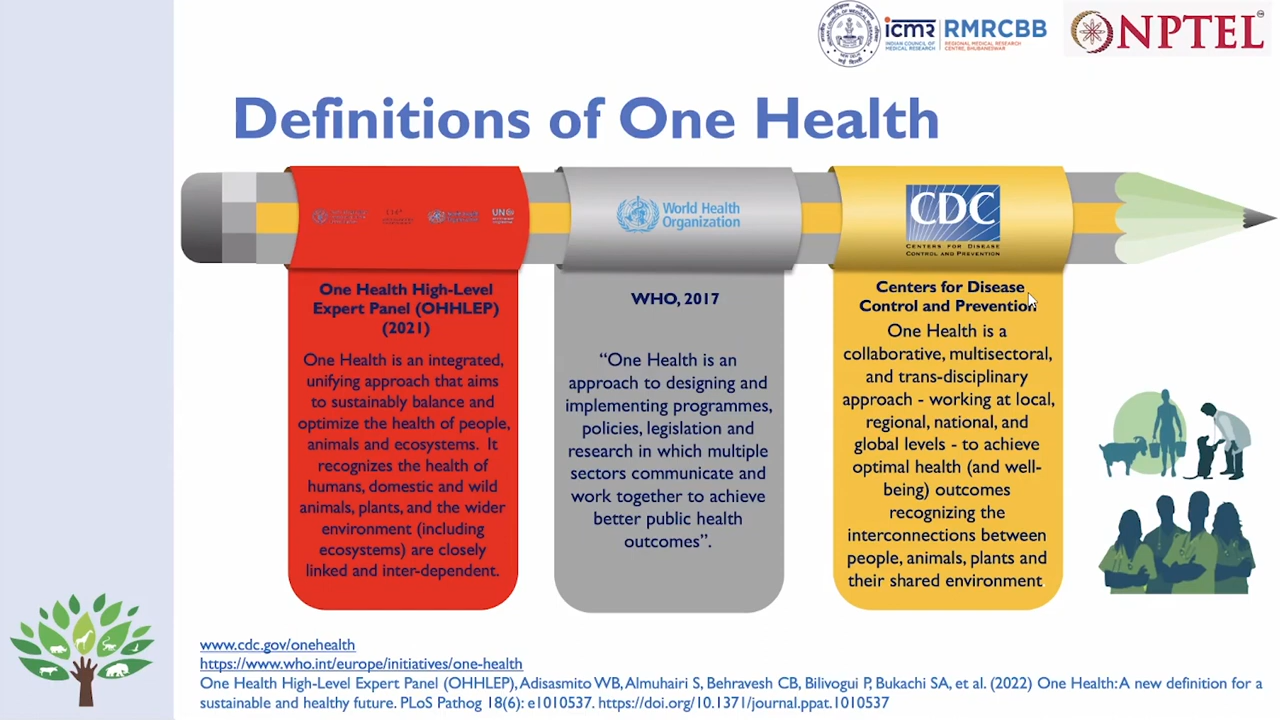 icmr
INDIAN COUNCIL OF
MEDICAL RESEARCH
RMRCBB
REGIONAL MEDICAL RESEARCH
CENTRE, BHUBANESWAR
NPTEL
Definitions of One Health
UN
World Health
Organization
CDC
CENTERS FOR DISEASE
CONTROL AND PREVENTION
One Health High-Level
Expert Panel (OHHLEP)
(2021)
One Health is an integrated,
unifying approach that aims
to sustainably balance and
optimize the health of people,
animals and ecosystems. It
recognizes the health of
humans, domestic and wild
animals, plants, and the wider
environment (including
ecosystems) are closely
linked and inter-dependent.
WHO, 2017
“One Health is an
approach to designing and
implementing programmes,
policies, legislation and
research in which multiple
sectors communicate and
work together to achieve
better public health
outcomes”.
Centers for Disease
Control and Prevention
One Health is a
collaborative, multisectoral,
and trans-disciplinary
approach - working at local,
regional, national, and
global levels - to achieve
optimal health (and well-
being) outcomes
recognizing the
interconnections between
people, animals, plants and
their shared environment
www.cdc.gov/onehealth
https://www.who.int/europe/initiatives/one-health
One Health High-Level Expert Panel (OHHLEP), Adisasmito WB, Almuhairi S, Behravesh CB, Bilivogui P, Bukachi SA, et al. (2022) One Health: A new definition for a
sustainable and healthy future. PLoS Pathog 18(6): e1010537. https://doi.org/10.1371/journal.ppat.1010537